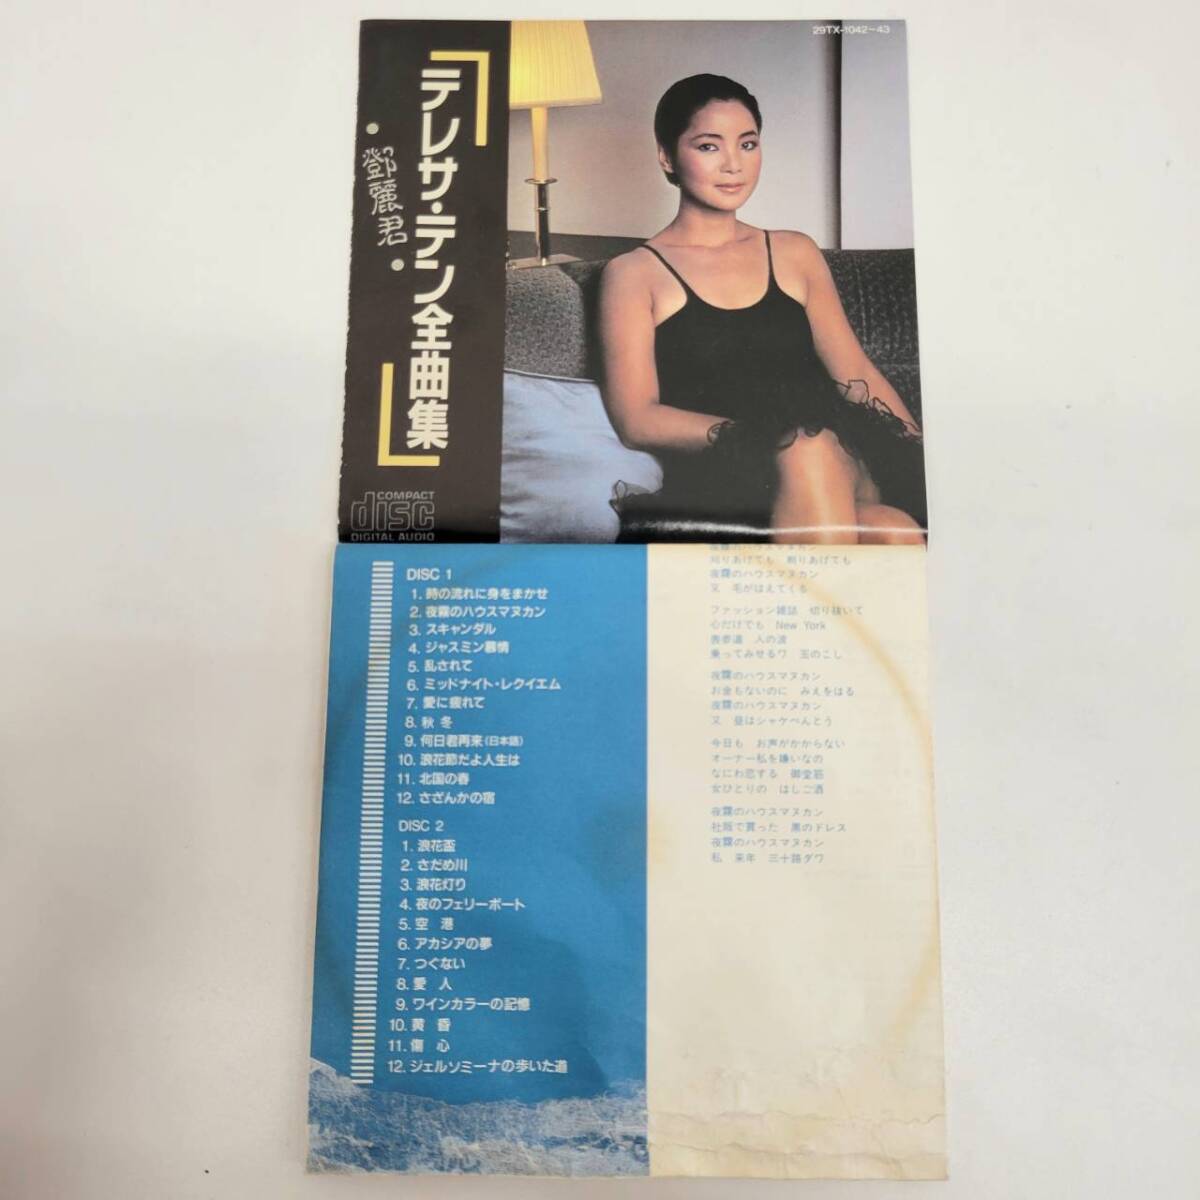 29TX-1042~43
テレサ・テン全曲集
・鄧麗君・
COMPACT
disc
DIGITAL AUDIO
DISC 1
1. 時の流れに身をまかせ
2. 夜霧のハウスマヌカン
3. スキャンダル
4. ジャスミン慕情
5. 乱されて
6. ミッドナイト・レクイエム
7. 愛に疲れて
8. 秋 冬
9. 何日君再来(日本語)
10. 浪花節だよ人生は
11. 北国の春
12. さざんかの宿
DISC 2
1. 浪花盃
2. さだめ川
3. 浪花灯り
4. 夜のフェリーボート
5. 空 港
6. アカシアの夢
7. つぐない
8. 愛 人
9. ワインカラーの記憶
10. 黄 昏
11. 傷 心
12. ジェルソミーナの歩いた道
夜霧のハウスマヌカン
刈りあげても 剃りあげても
夜霧のハウスマヌカン
又 毛がはえてくる
ファッション雑誌 切り抜いて
心だけでも New York
表参道 人の波
乗ってみせるワ 玉のこし
夜霧のハウスマヌカン
お金もないのに みえをはる
夜霧のハウスマヌカン
又 昼はシャケべんとう
今日も お声がかからない
オーナー私を嫌いなの
なにわ恋する 御堂筋
女ひとりの はしご酒
夜霧のハウスマヌカン
社販で買った 黒のドレス
夜霧のハウスマヌカン
私 来年 三十路ダワ